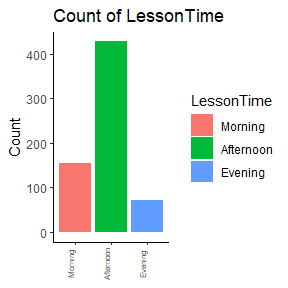 Count of LessonTime
400
300
200
100
0
Count
Morning
Afternoon
Evening
LessonTime
Morning
Afternoon
Evening